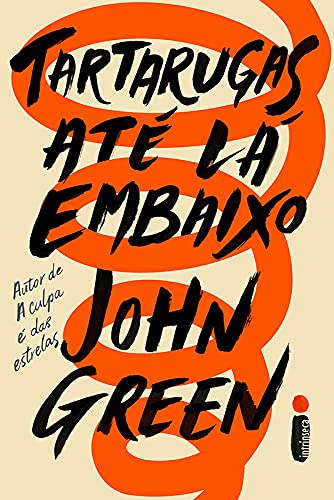 TARTARUGAS
ATÉ LÁ
EMBAIXO
Autor de
A culpa
é das
estrelas
JOHN
GREEN
intrínseca